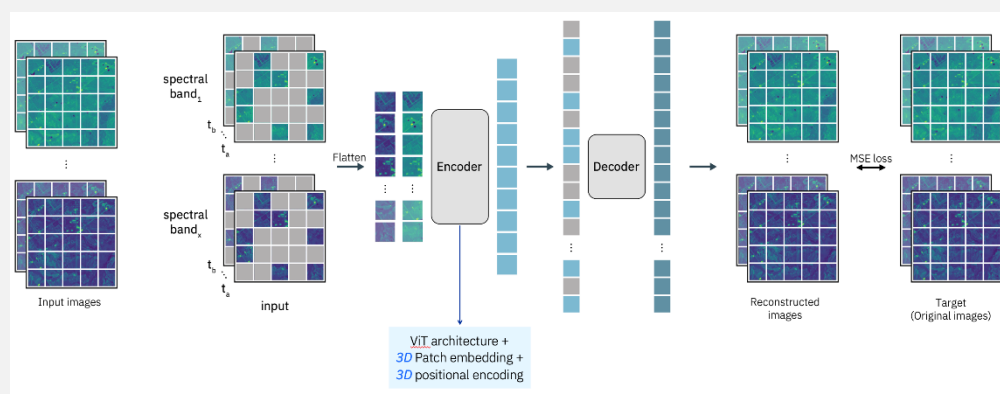 spectral
band1
tb
ta
spectral
bandx
tb
ta
Input images
input
Flatten
Encoder
Decoder
ViT architecture +
3D Patch embedding +
3D positional encoding
MSE loss
Reconstructed
images
Target
(Original images)